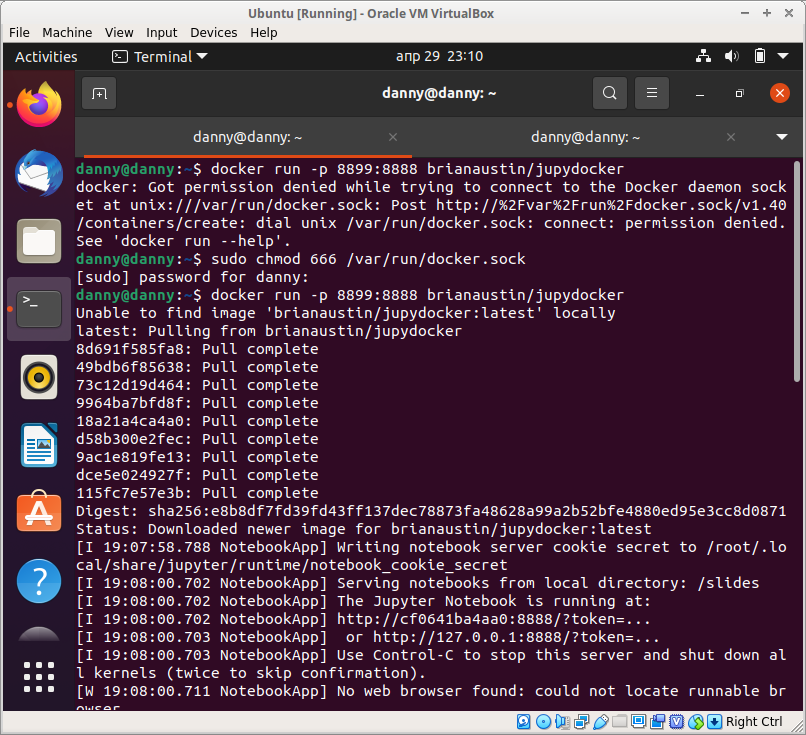 Ubuntu [Running] - Oracle VM VirtualBox
File Machine View Input Devices Help
Activities Terminal апр 29 23:10
danny@danny: ~
danny@danny: ~ danny@danny: ~
danny@danny:~$ docker run -p 8899:8888 brianaustin/jupydocker
docker: Got permission denied while trying to connect to the Docker daemon sock
et at unix:///var/run/docker.sock: Post http://%2Fvar%2Frun%2Fdocker.sock/v1.40
/containers/create: dial unix /var/run/docker.sock: connect: permission denied.
See 'docker run --help'.
danny@danny:~$ sudo chmod 666 /var/run/docker.sock
[sudo] password for danny:
danny@danny:~$ docker run -p 8899:8888 brianaustin/jupydocker
Unable to find image 'brianaustin/jupydocker:latest' locally
latest: Pulling from brianaustin/jupydocker
8d691f585fa8: Pull complete
49bdb6f85638: Pull complete
73c12d19d464: Pull complete
9964ba7bfd8f: Pull complete
18a21a4ca4a0: Pull complete
d58b300e2fec: Pull complete
9ac1e819fe13: Pull complete
dce5e024927f: Pull complete
115fc7e57e3b: Pull complete
Digest: sha256:e8b8df7fd39fd43ff137dec78873fa48628a99a2b52bfe4880ed95e3cc8d0871
Status: Downloaded newer image for brianaustin/jupydocker:latest
[I 19:07:58.788 NotebookApp] Writing notebook server cookie secret to /root/.lo
cal/share/jupyter/runtime/notebook_cookie_secret
[I 19:08:00.702 NotebookApp] Serving notebooks from local directory: /slides
[I 19:08:00.702 NotebookApp] The Jupyter Notebook is running at:
[I 19:08:00.702 NotebookApp] http://cf0641ba4aa0:8888/?token=...
[I 19:08:00.703 NotebookApp]  or http://127.0.0.1:8888/?token=...
[I 19:08:00.703 NotebookApp] Use Control-C to stop this server and shut down al
l kernels (twice to skip confirmation).
[W 19:08:00.711 NotebookApp] No web browser found: could not locate runnable br
owser
Right Ctrl